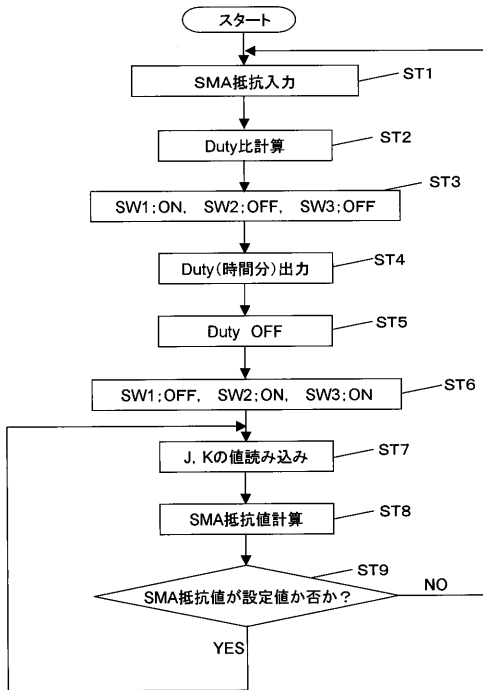 スタート
SMA抵抗入力
ST1
Duty比計算
ST2
SW1;ON, SW2;OFF, SW3;OFF
ST3
Duty(時間分)出力
ST4
Duty OFF
ST5
SW1;OFF, SW2;ON, SW3;ON
ST6
J, Kの値読み込み
ST7
SMA抵抗値計算
ST8
SMA抵抗値が設定値か否か?
ST9
NO
YES